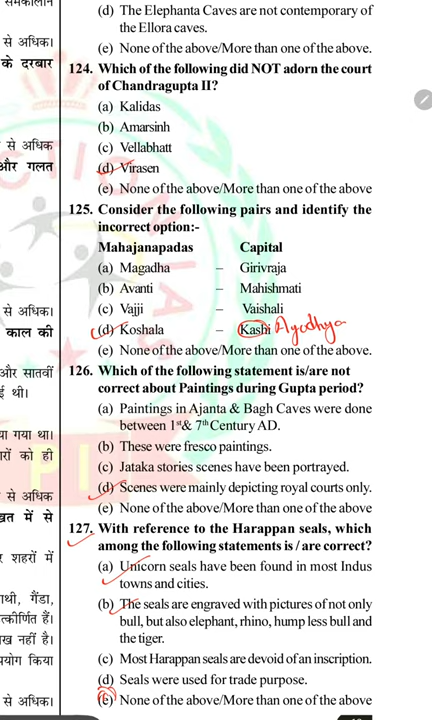 समकालीन
(d) The Elephanta Caves are not contemporary of
the Ellora caves.
से अधिक।
(e) None of the above/More than one of the above.
के दरबार
124. Which of the following did NOT adorn the court
of Chandragupta II?
(a) Kalidas
(b) Amarsinh
से अधिक
(c) Vellabhatt
और गलत
(d) Virasen
(e) None of the above/More than one of the above
125. Consider the following pairs and identify the
incorrect option:-
Mahajanapadas Capital
(a) Magadha – Girivraja
(b) Avanti – Mahishmati
से अधिक।
(c) Vajji – Vaishali
काल की
(d) Koshala – Kashi Ayodhya
(e) None of the above/More than one of the above.
और सातवीं
126. Which of the following statement is/are not
ई थी।
correct about Paintings during Gupta period?
(a) Paintings in Ajanta & Bagh Caves were done
between 1st& 7th Century AD.
या गया था।
(b) These were fresco paintings.
रों को ही
(c) Jataka stories scenes have been portrayed.
से अधिक
(d) Scenes were mainly depicting royal courts only.
(e) None of the above/More than one of the above
खत में से
127. With reference to the Harappan seals, which
among the following statements is / are correct?
र शहरों में
(a) Unicorn seals have been found in most Indus
towns and cities.
थी, गैंडा,
(b) The seals are engraved with pictures of not only
त्कीर्णित हैं।
bull, but also elephant, rhino, hump less bull and
the tiger.
ख नहीं है।
(c) Most Harappan seals are devoid of an inscription.
पयोग किया
(d) Seals were used for trade purpose.
से अधिक।
(e) None of the above/More than one of the above